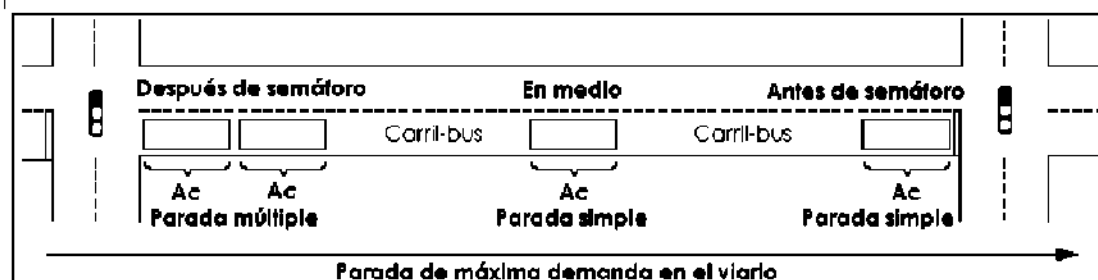 Después de semáforo En medio Antes de semáforo
Carril-bus Carril-bus
Ac Ac Ac Ac
Parada múltiple Parada simple Parada simple
Parada de máxima demanda en el viario